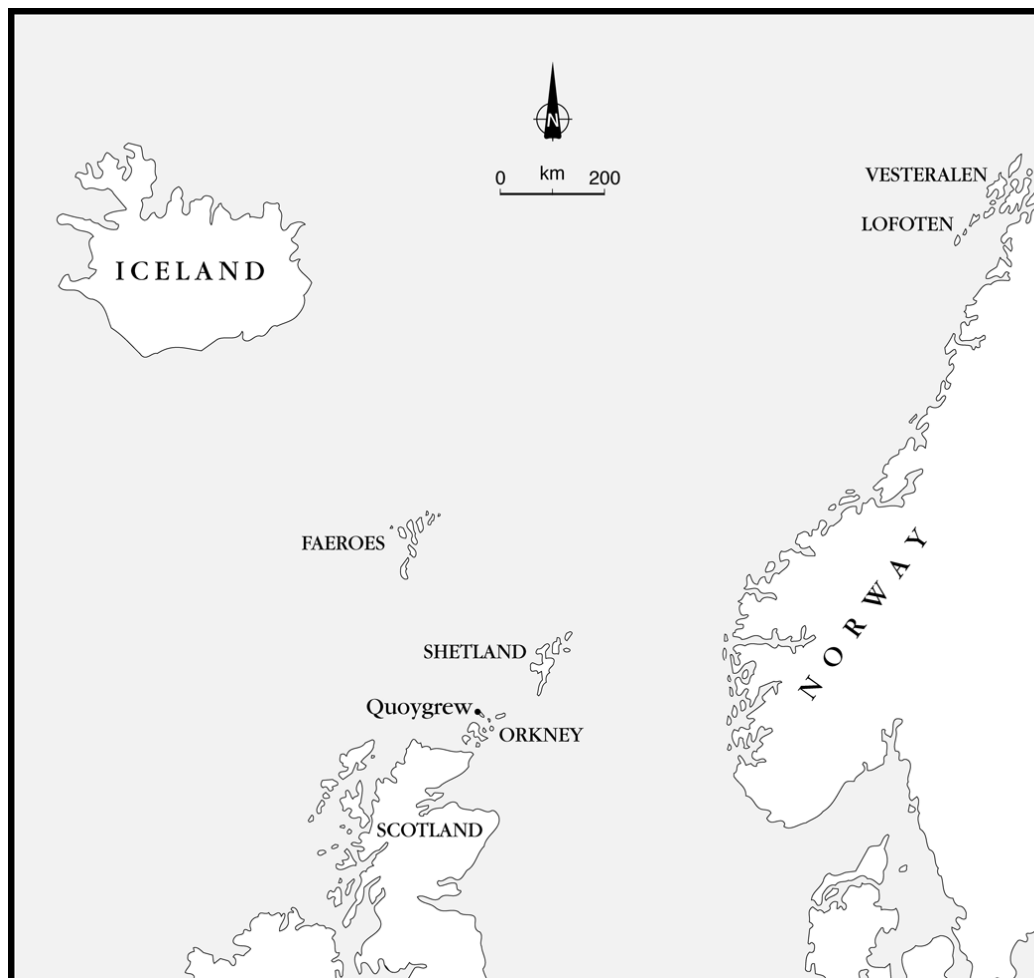 N
km
0 200
VESTERALEN
LOFOTEN
ICELAND
FAEROES
NORWAY
SHETLAND
Quoygrew
ORKNEY
SCOTLAND